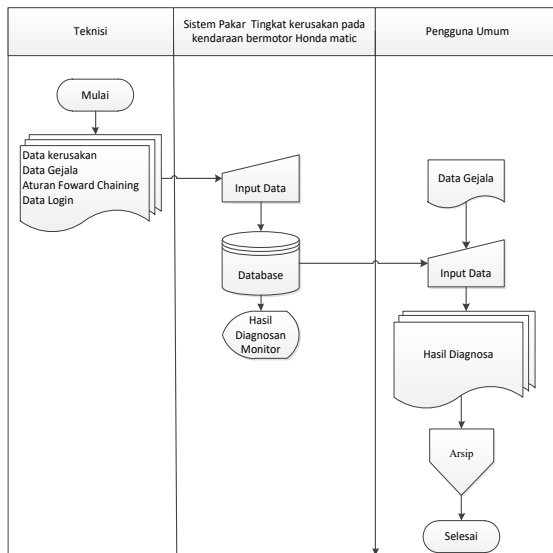 Teknisi
Sistem Pakar Tingkat kerusakan pada
kendaraan bermotor Honda matic
Pengguna Umum
Mulai
Data kerusakan
Data Gejala
Aturan Foward Chaining
Data Login
Input Data
Database
Hasil
Diagnosan
Monitor
Data Gejala
Input Data
Hasil Diagnosa
Arsip
Selesai